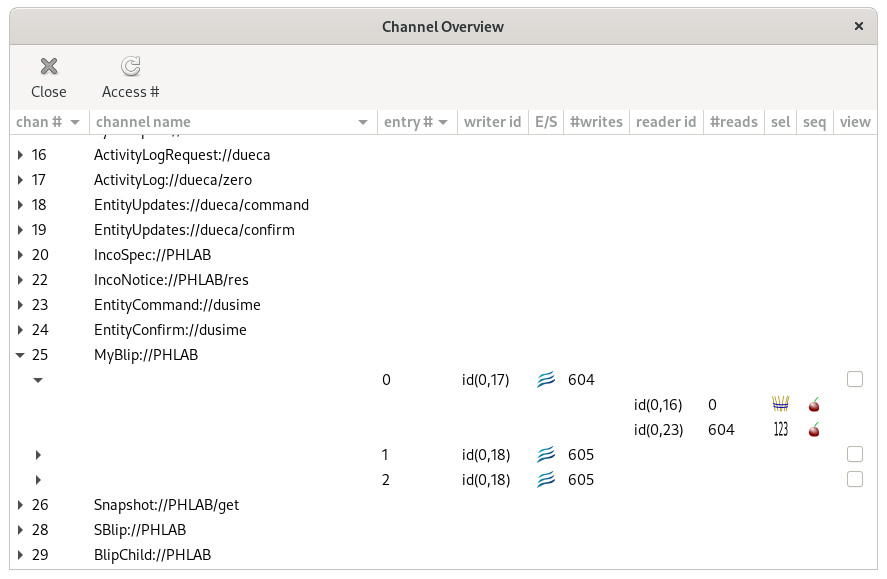 Channel Overview
Close
Access #
chan # channel name entry # writer id E/S #writes reader id #reads sel seq view
16 ActivityLogRequest://dueca
17 ActivityLog://dueca/zero
18 EntityUpdates://dueca/command
19 EntityUpdates://dueca/confirm
20 IncoSpec://PHLAB
22 IncoNotice://PHLAB/res
23 EntityCommand://dusime
24 EntityConfirm://dusime
25 MyBlip://PHLAB
0 id(0,17) 604
id(0,16) 0
id(0,23) 604 123
1 id(0,18) 605
2 id(0,18) 605
26 Snapshot://PHLAB/get
28 SBlip://PHLAB
29 BlipChild://PHLAB